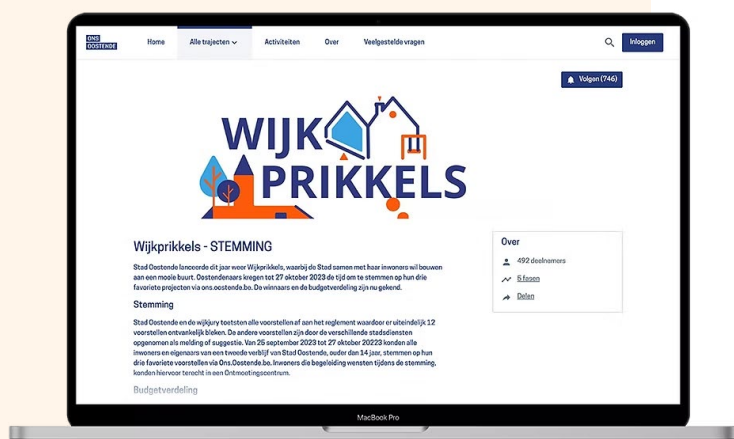 ONS
OOSTENDE
Home
Alle trajecten
Activiteiten
Over
Veelgestelde vragen
Inloggen
Volgen (746)
WIJK
PRIKKELS
Wijkprikkels - STEMMING
Stad Oostende lanceerde dit jaar weer Wijkprikkels, waarbij de Stad samen met haar inwoners wil bouwen
aan een mooie buurt. Oostendenaars kregen tot 27 oktober 2023 de tijd om te stemmen op hun drie
favoriete projecten via ons.oostende.be. De winnaars en de budgetverdeling zijn nu gekend.
Stemming
Stad Oostende en de wijkjury toetsten alle voorstellen af aan het reglement waardoor er uiteindelijk 12
voorstellen ontvankelijk bleken. De andere voorstellen zijn door de verschillende stadsdiensten
opgenomen als melding of suggestie. Van 25 september 2023 tot 27 oktober 20223 konden alle
inwoners en eigenaars van een tweede verblijf van Stad Oostende, ouder dan 14 jaar, stemmen op hun
drie favoriete voorstellen via Ons.Oostende.be. Inwoners die begeleiding wensten tijdens de stemming,
konden hiervoor terecht in een Ontmoetingscentrum.
Budgetverdeling
Over
492 deelnemers
5 fasen
Delen
MacBook Pro